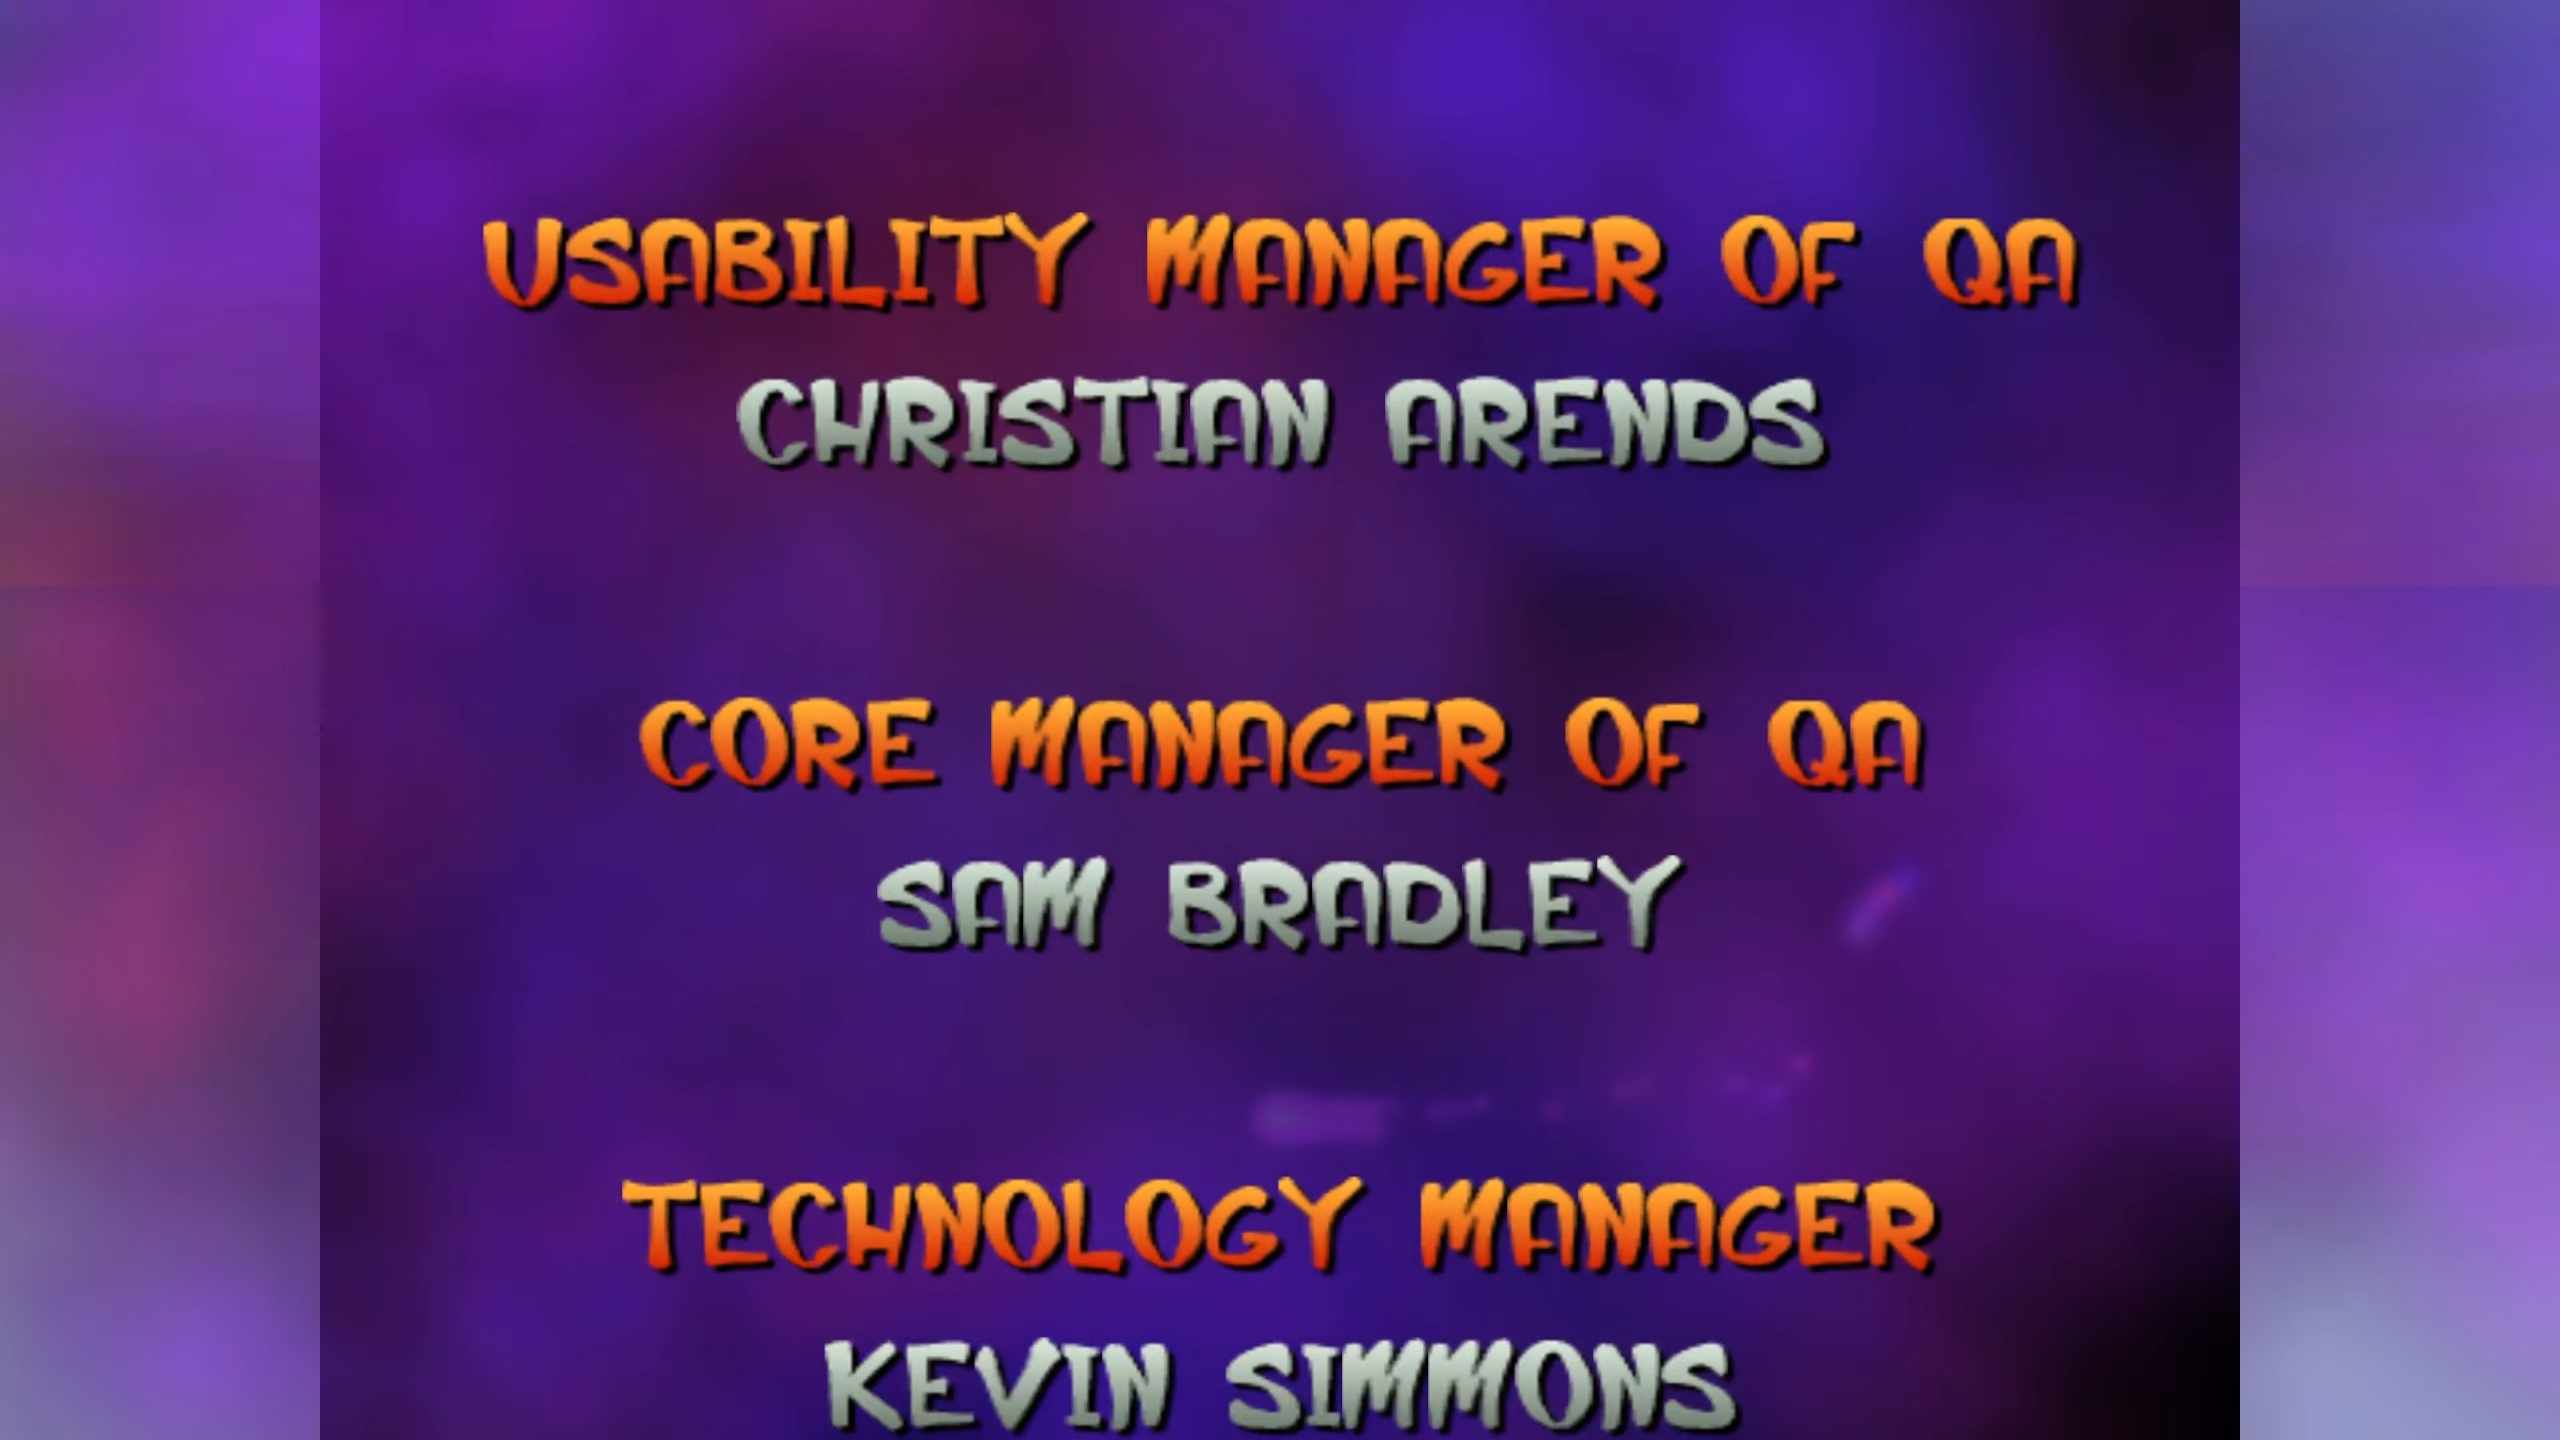 USABILITY MANAGER OF QA
CHRISTIAN ARENDS
CORE MANAGER OF QA
SAM BRADLEY
TECHNOLOGY MANAGER
KEVIN SIMMONS